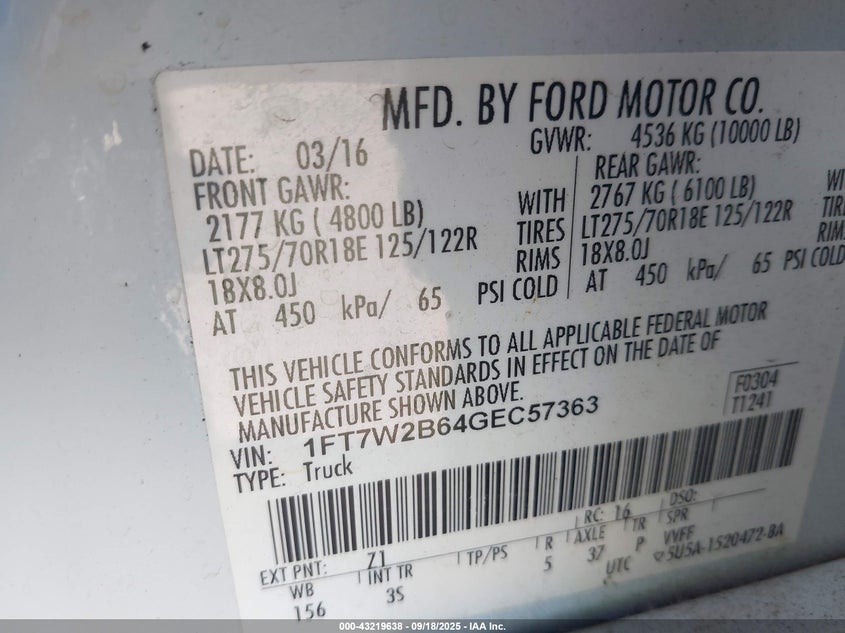 MFD. BY FORD MOTOR CO.
DATE: 03/16
GVWR: 4536 KG (10000 LB)
FRONT GAWR:
REAR GAWR:
2177 KG ( 4800 LB) WITH
2767 KG ( 6100 LB) WI
LT275/70R18E 125/122R TIRES
LT275/70R18E 125/122R TIR
18X8.0J RIMS
18X8.0J RIM
AT 450 kPa/ 65 PSI COLD
AT 450 kPa/ 65 PSI COLD
THIS VEHICLE CONFORMS TO ALL APPLICABLE FEDERAL MOTOR
VEHICLE SAFETY STANDARDS IN EFFECT ON THE DATE OF
MANUFACTURE SHOWN ABOVE.
F0304
T1241
VIN: 1FT7W2B64GEC57363
TYPE: Truck
RC: 16 DSO:
EXT PNT: Z1
WB INT TR TP/PS R AXLE TR SPR
156 3S 5 37 P VVFF
UTC 5U5A-1520472-BA
000-43219638 - 09/18/2025 - IAA Inc.